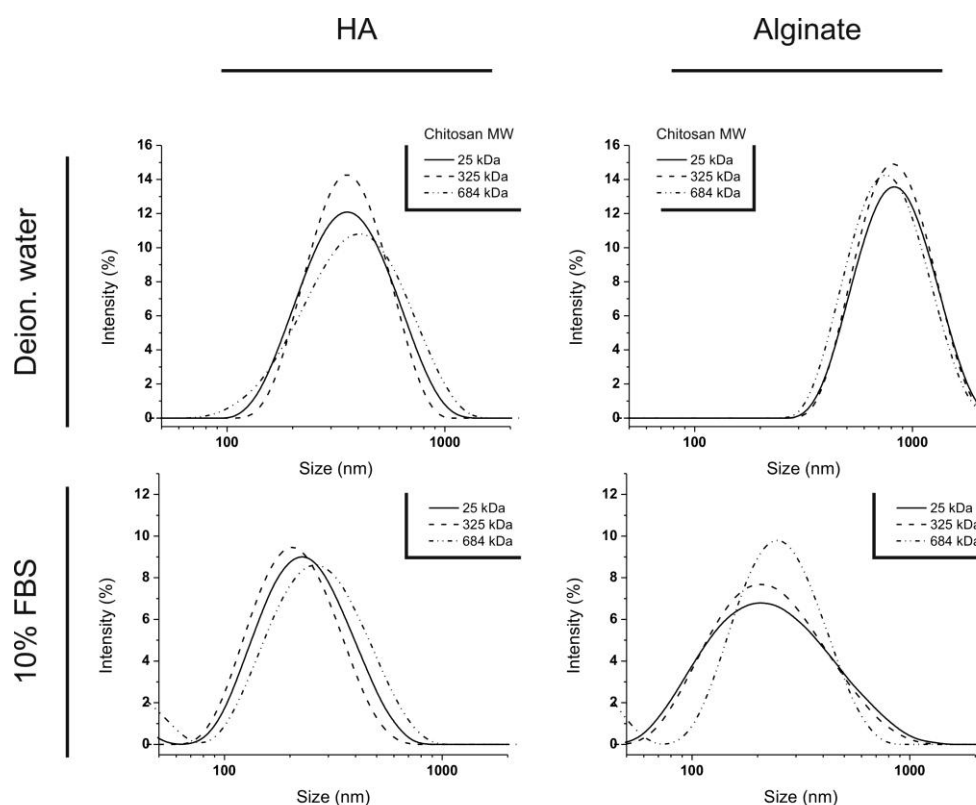 HA
Alginate
Deion. water
Chitosan MW
25 kDa
325 kDa
684 kDa
Intensity (%)
16
14
12
10
8
6
4
2
0
100
1000
Size (nm)
Chitosan MW
25 kDa
325 kDa
684 kDa
Intensity (%)
16
14
12
10
8
6
4
2
0
100
1000
Size (nm)
10% FBS
25 kDa
325 kDa
684 kDa
Intensity (%)
12
10
8
6
4
2
0
100
1000
Size (nm)
25 kDa
325 kDa
684 kDa
Intensity (%)
12
10
8
6
4
2
0
100
1000
Size (nm)